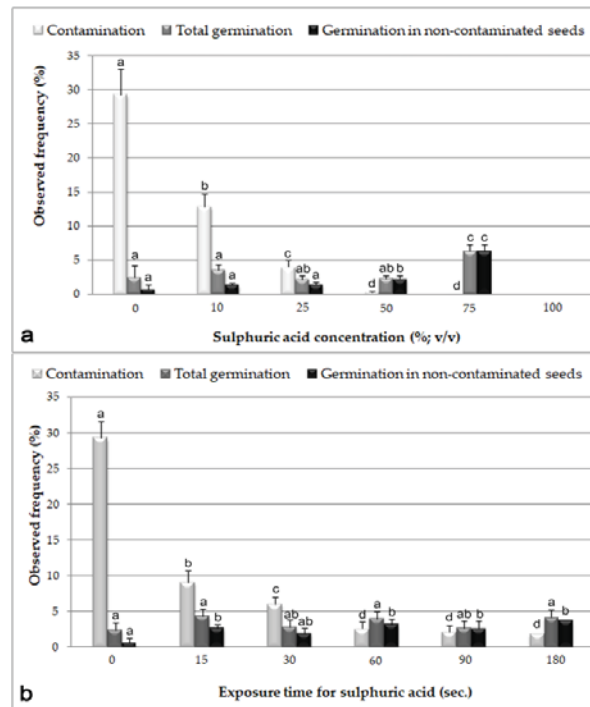 Contamination Total germination Germination in non-contaminated seeds
Observed frequency (%)
35
30
25
20
15
10
5
0
a
a
a
b
a
a
c
ab
a
d
ab
b
d
c
c
0 10 25 50 75 100
a
Sulphuric acid concentration (%; v/v)
Contamination Total germination Germination in non-contaminated seeds
Observed frequency (%)
35
30
25
20
15
10
5
0
a
a
a
b
a
b
c
ab
ab
d
a
b
d
ab
b
d
a
b
0 15 30 60 90 180
b
Exposure time for sulphuric acid (sec.)